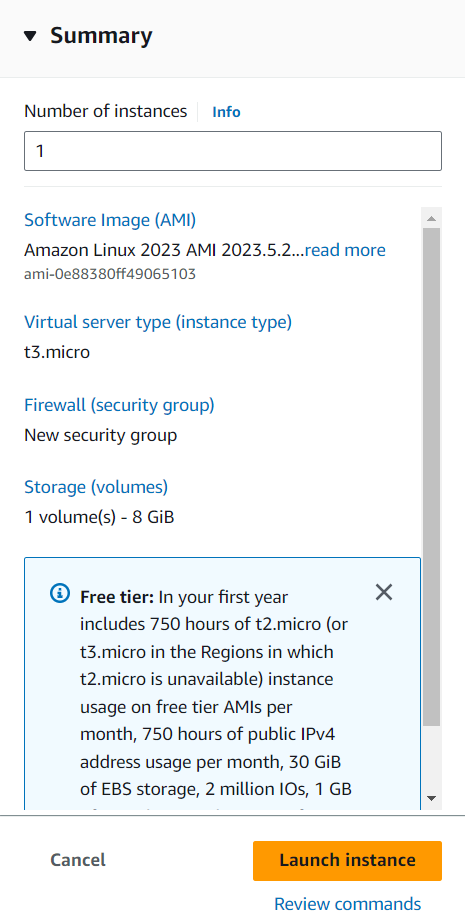 Summary
Number of instances Info
1
Software Image (AMI)
Amazon Linux 2023 AMI 2023.5.2...read more
ami-0e88380ff49065103
Virtual server type (instance type)
t3.micro
Firewall (security group)
New security group
Storage (volumes)
1 volume(s) - 8 GiB
Free tier: In your first year
includes 750 hours of t2.micro (or
t3.micro in the Regions in which
t2.micro is unavailable) instance
usage on free tier AMIs per
month, 750 hours of public IPv4
address usage per month, 30 GiB
of EBS storage, 2 million IOs, 1 GB
Cancel
Launch instance
Review commands